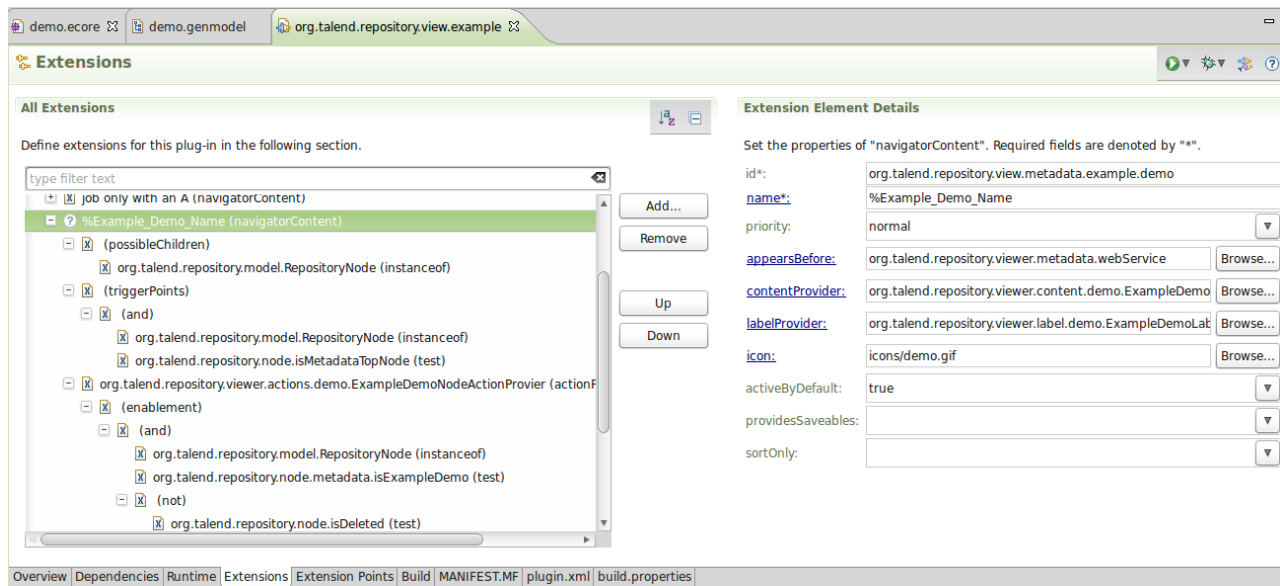 demo.ecore
demo.genmodel
org.talend.repository.view.example
Extensions
All Extensions
Define extensions for this plug-in in the following section.
type filter text
job only with an A (navigatorContent)
%Example_Demo_Name (navigatorContent)
(possibleChildren)
org.talend.repository.model.RepositoryNode (instanceof)
(triggerPoints)
(and)
org.talend.repository.model.RepositoryNode (instanceof)
org.talend.repository.node.isMetadataTopNode (test)
org.talend.repository.viewer.actions.demo.ExampleDemoNodeActionProvier (actionF
(enablement)
(and)
org.talend.repository.model.RepositoryNode (instanceof)
org.talend.repository.node.metadata.isExampleDemo (test)
(not)
org.talend.repository.node.isDeleted (test)
Add...
Remove
Up
Down
Extension Element Details
Set the properties of "navigatorContent". Required fields are denoted by "*".
id*: org.talend.repository.view.metadata.example.demo
name*: %Example_Demo_Name
priority: normal
appearsBefore: org.talend.repository.viewer.metadata.webService Browse...
contentProvider: org.talend.repository.viewer.content.demo.ExampleDemo Browse...
labelProvider: org.talend.repository.viewer.label.demo.ExampleDemoLab Browse...
icon: icons/demo.gif Browse...
activeByDefault: true
providesSaveables:
sortOnly:
Overview Dependencies Runtime Extensions Extension Points Build MANIFEST.MF plugin.xml build.properties